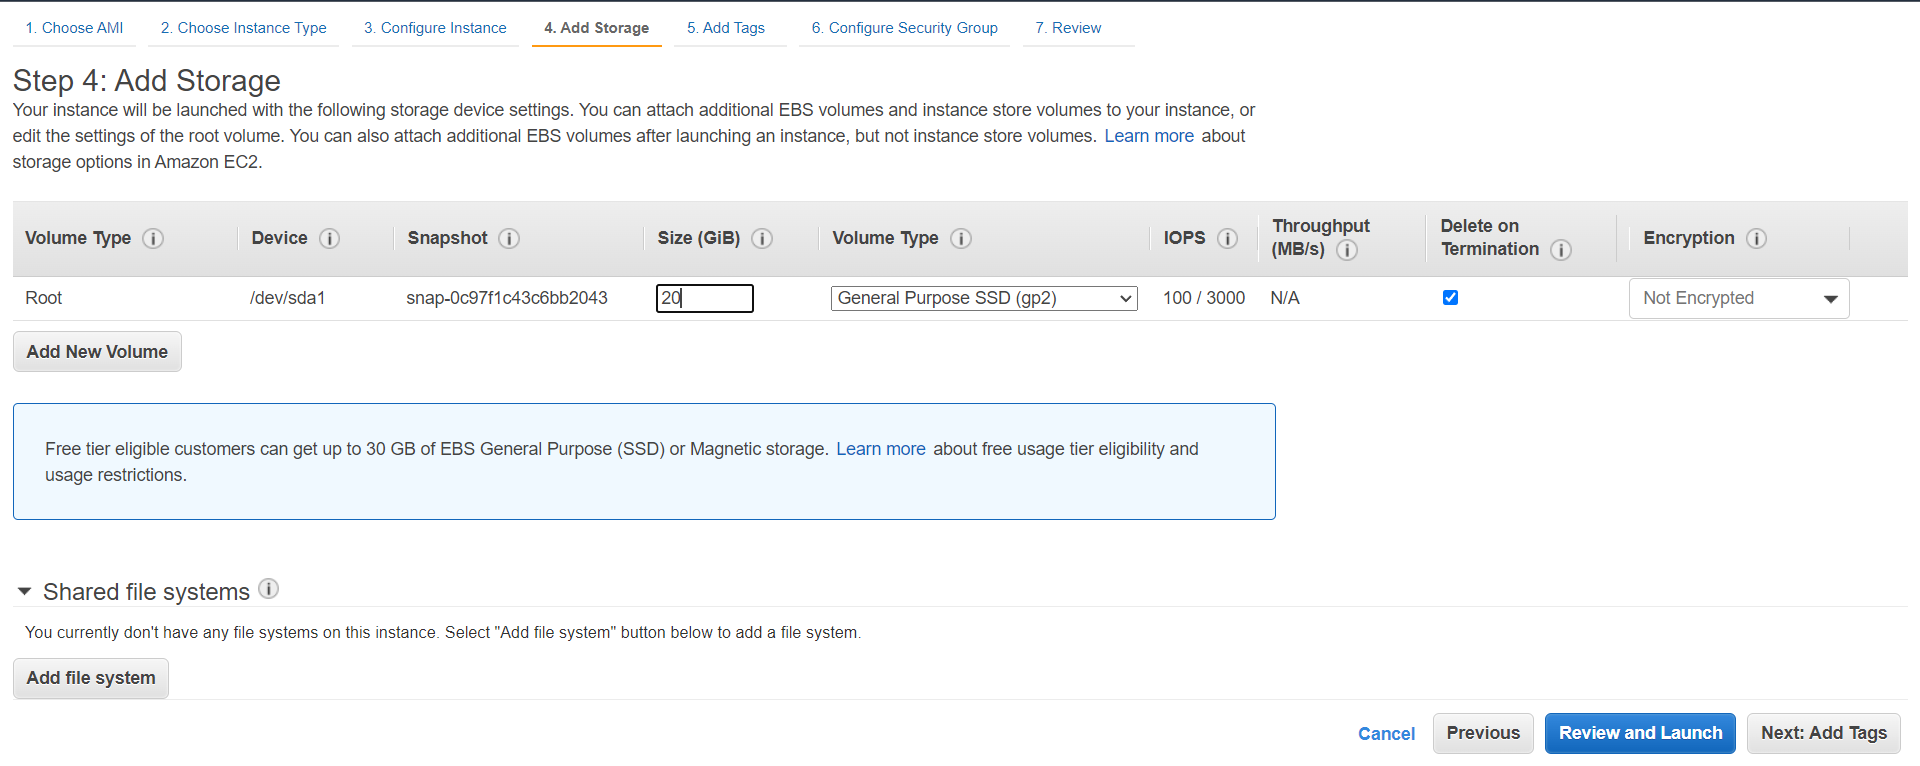 1. Choose AMI 2. Choose Instance Type 3. Configure Instance 4. Add Storage 5. Add Tags 6. Configure Security Group 7. Review
Step 4: Add Storage
Your instance will be launched with the following storage device settings. You can attach additional EBS volumes and instance store volumes to your instance, or
edit the settings of the root volume. You can also attach additional EBS volumes after launching an instance, but not instance store volumes. Learn more about
storage options in Amazon EC2.
Volume Type i Device i Snapshot i Size (GiB) i Volume Type i IOPS i Throughput (MB/s) i Delete on Termination i Encryption i
Root /dev/sda1 snap-0c97f1c43c6bb2043 20 General Purpose SSD (gp2) 100 / 3000 N/A Not Encrypted
Add New Volume
Free tier eligible customers can get up to 30 GB of EBS General Purpose (SSD) or Magnetic storage. Learn more about free usage tier eligibility and
usage restrictions.
Shared file systems i
You currently don't have any file systems on this instance. Select "Add file system" button below to add a file system.
Add file system
Cancel Previous Review and Launch Next: Add Tags